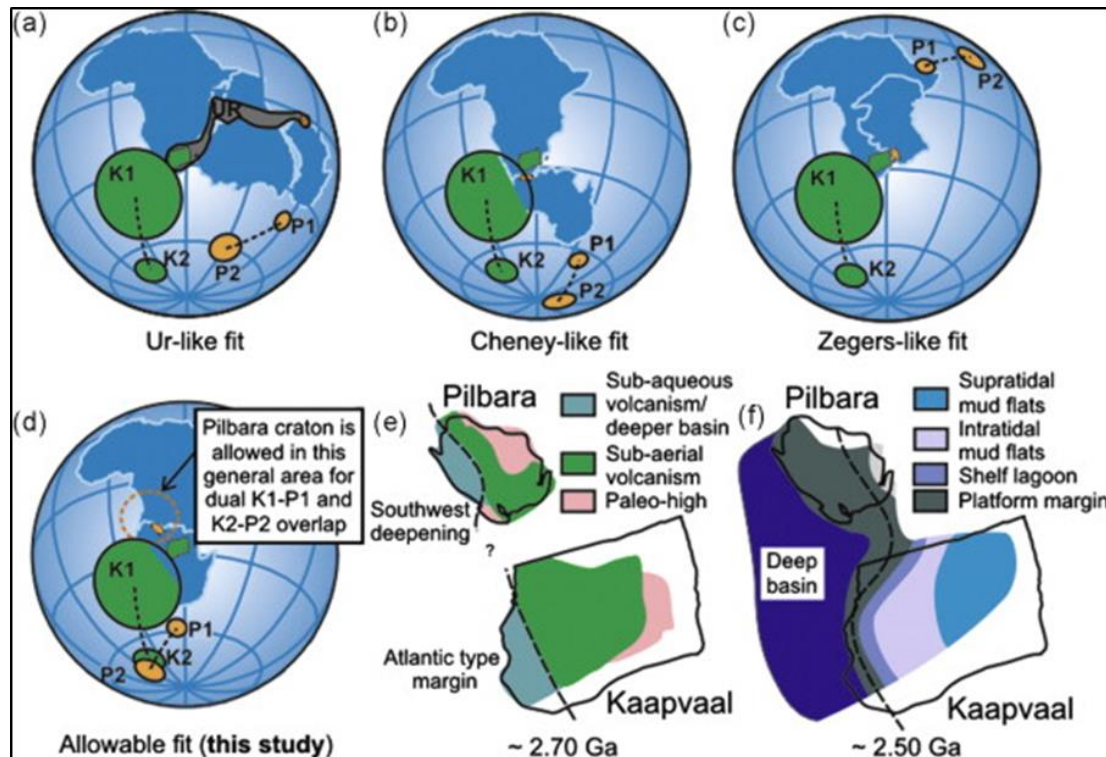 (a)
UR
K1
K2
P1
P2
Ur-like fit
(b)
K1
K2
P1
P2
Cheney-like fit
(c)
P1
P2
K1
K2
Zegers-like fit
(d)
Pilbara craton is
allowed in this
general area for
dual K1-P1 and
K2-P2 overlap
K1
P1
K2
P2
Allowable fit (this study)
(e)
Pilbara
Sub-aqueous
volcanism/
deeper basin
Sub-aerial
volcanism
Paleo-high
Southwest
deepening
?
Atlantic type
margin
Kaapvaal
~ 2.70 Ga
(f)
Pilbara
Supratidal
mud flats
Intratidal
mud flats
Shelf lagoon
Platform margin
Deep
basin
Kaapvaal
~ 2.50 Ga